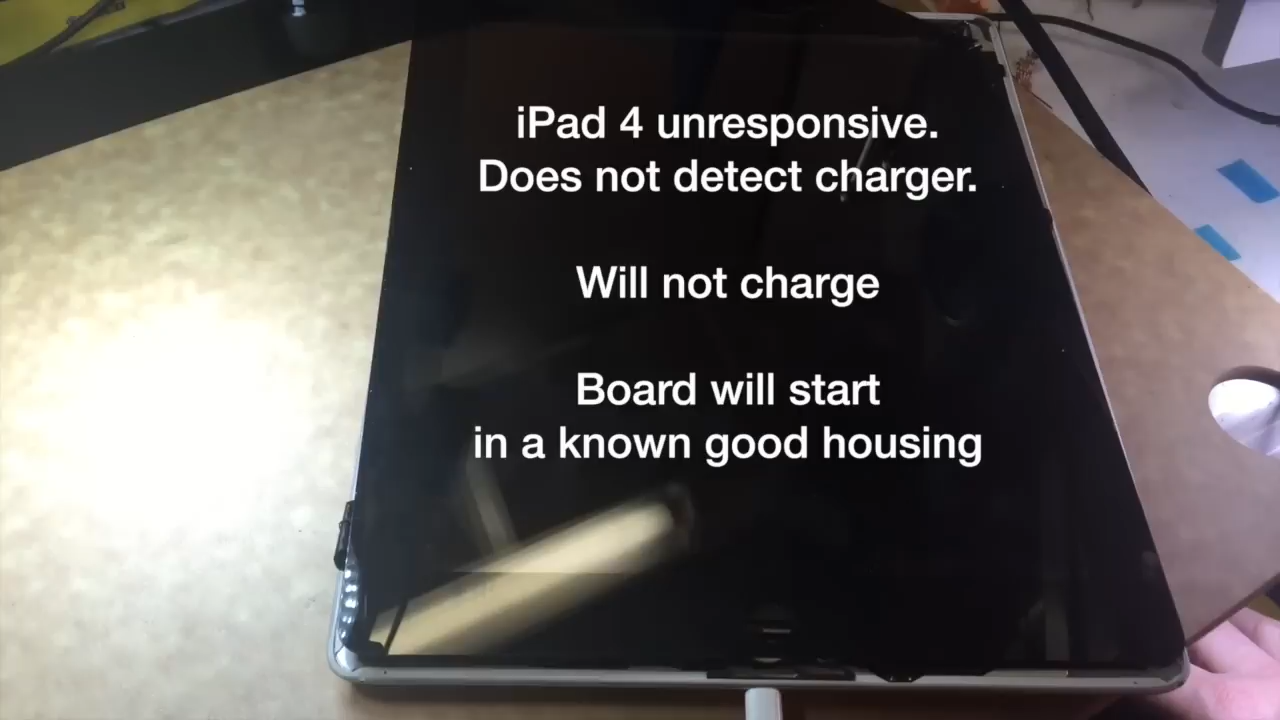 iPad 4 unresponsive.
Does not detect charger.
Will not charge
Board will start
in a known good housing